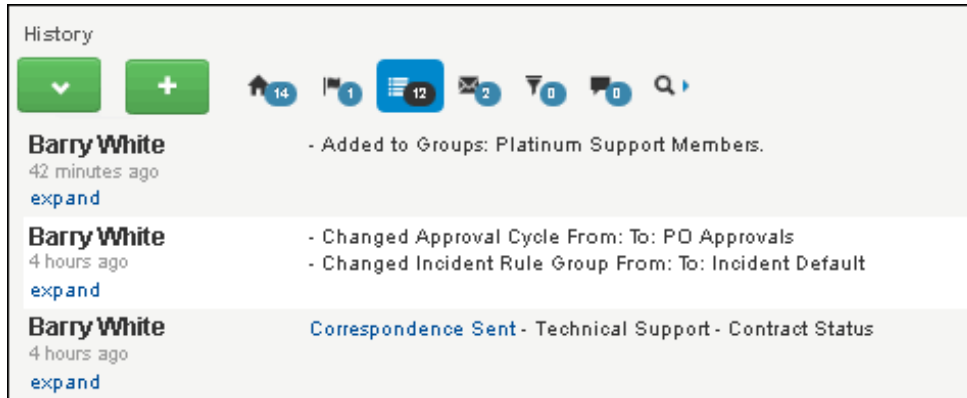 History
14 1 12 2 0 0
Barry White - Added to Groups: Platinum Support Members.
42 minutes ago
expand
Barry White - Changed Approval Cycle From: To: PO Approvals
4 hours ago - Changed Incident Rule Group From: To: Incident Default
expand
Barry White Correspondence Sent - Technical Support - Contract Status
4 hours ago
expand